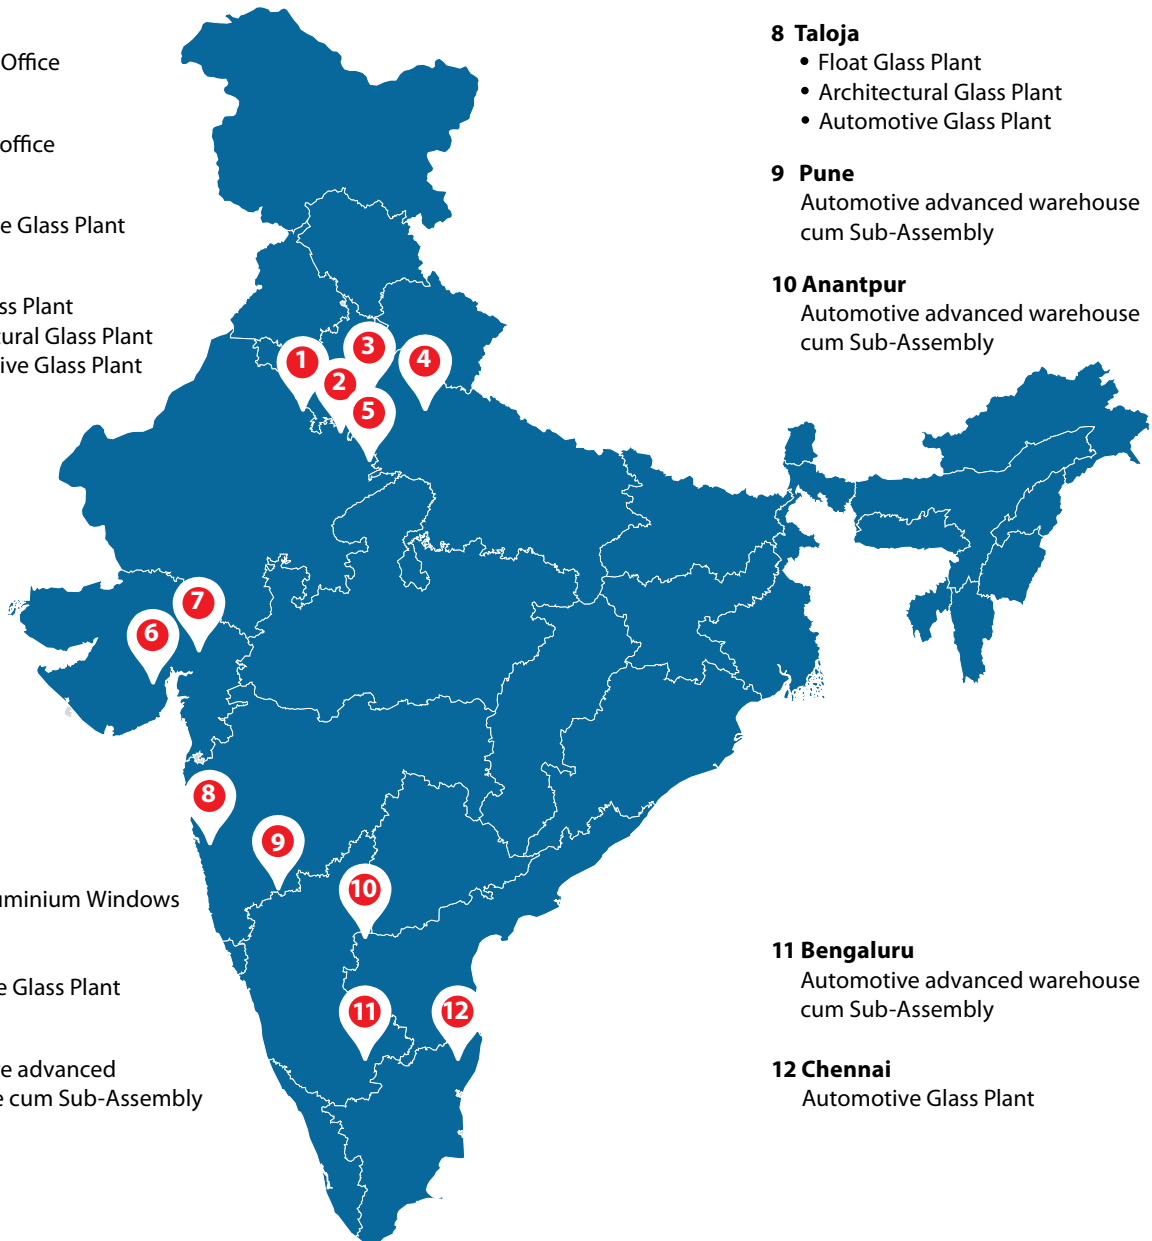 Office
office
e Glass Plant
ss Plant
tural Glass Plant
ive Glass Plant
uminium Windows
e Glass Plant
e advanced
e cum Sub-Assembly
1
2
3
4
5
6
7
8
9
10
11
12
8 Taloja
• Float Glass Plant
• Architectural Glass Plant
• Automotive Glass Plant
9 Pune
Automotive advanced warehouse
cum Sub-Assembly
10 Anantpur
Automotive advanced warehouse
cum Sub-Assembly
11 Bengaluru
Automotive advanced warehouse
cum Sub-Assembly
12 Chennai
Automotive Glass Plant